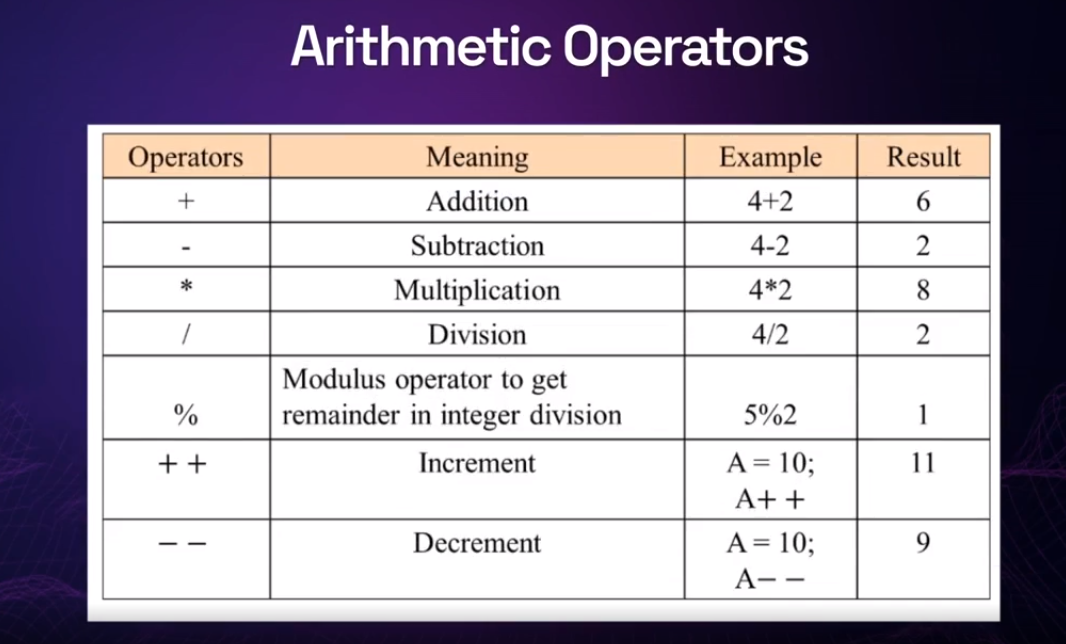 Arithmetic Operators
Operators Meaning Example Result
+ Addition 4+2 6
- Subtraction 4-2 2
* Multiplication 4*2 8
/ Division 4/2 2
Modulus operator to get
% remainder in integer division 5%2 1
+ + Increment A = 10; 11
A+ +
− − Decrement A = 10; 9
A− −